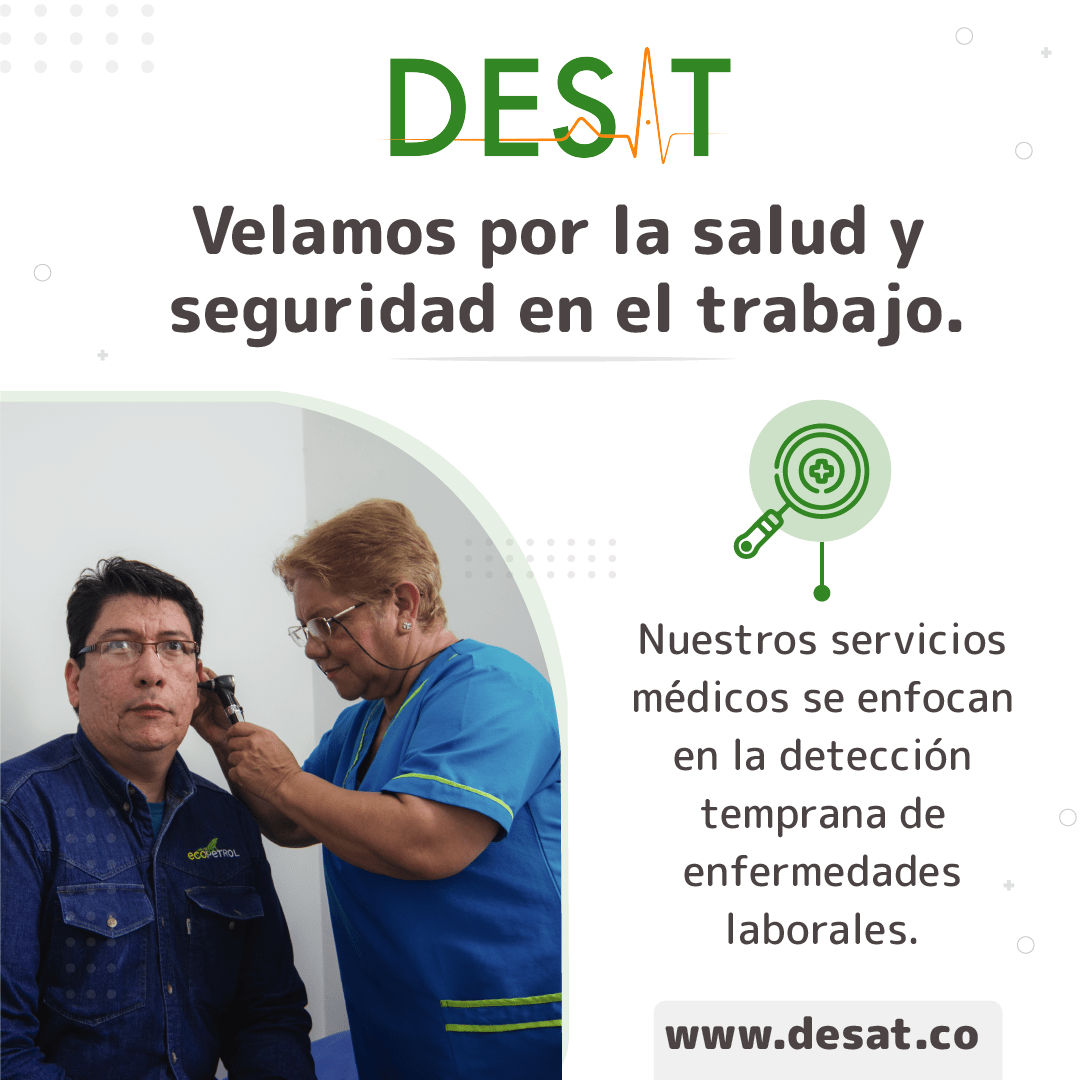 DESAT
Velamos por la salud y
seguridad en el trabajo.
Nuestros servicios
médicos se enfocan
en la detección
temprana de
enfermedades
laborales.
ecopetrol
www.desat.co